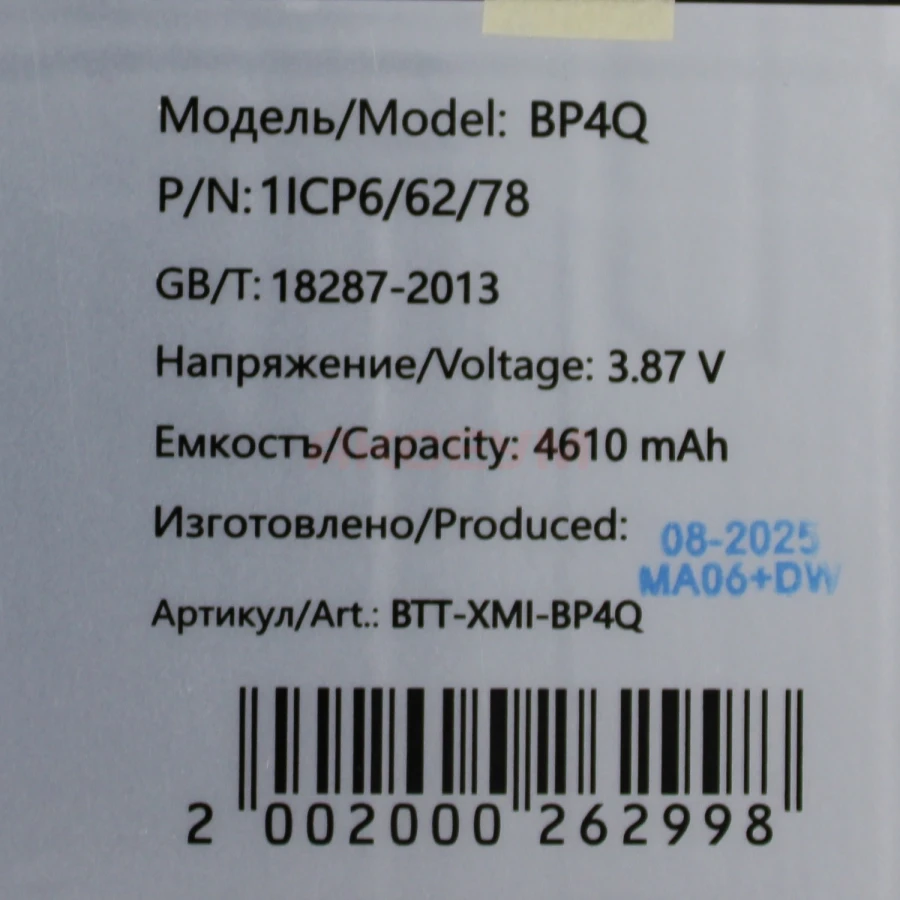 Модель/Model: BP4Q
P/N: 1ICP6/62/78
GB/T: 18287-2013
Напряжение/Voltage: 3.87 V
Емкость/Capacity: 4610 mAh
Изготовлено/Produced: 08-2025
MA06+DW
Артикул/Art.: BTT-XMI-BP4Q
2 002000 262998